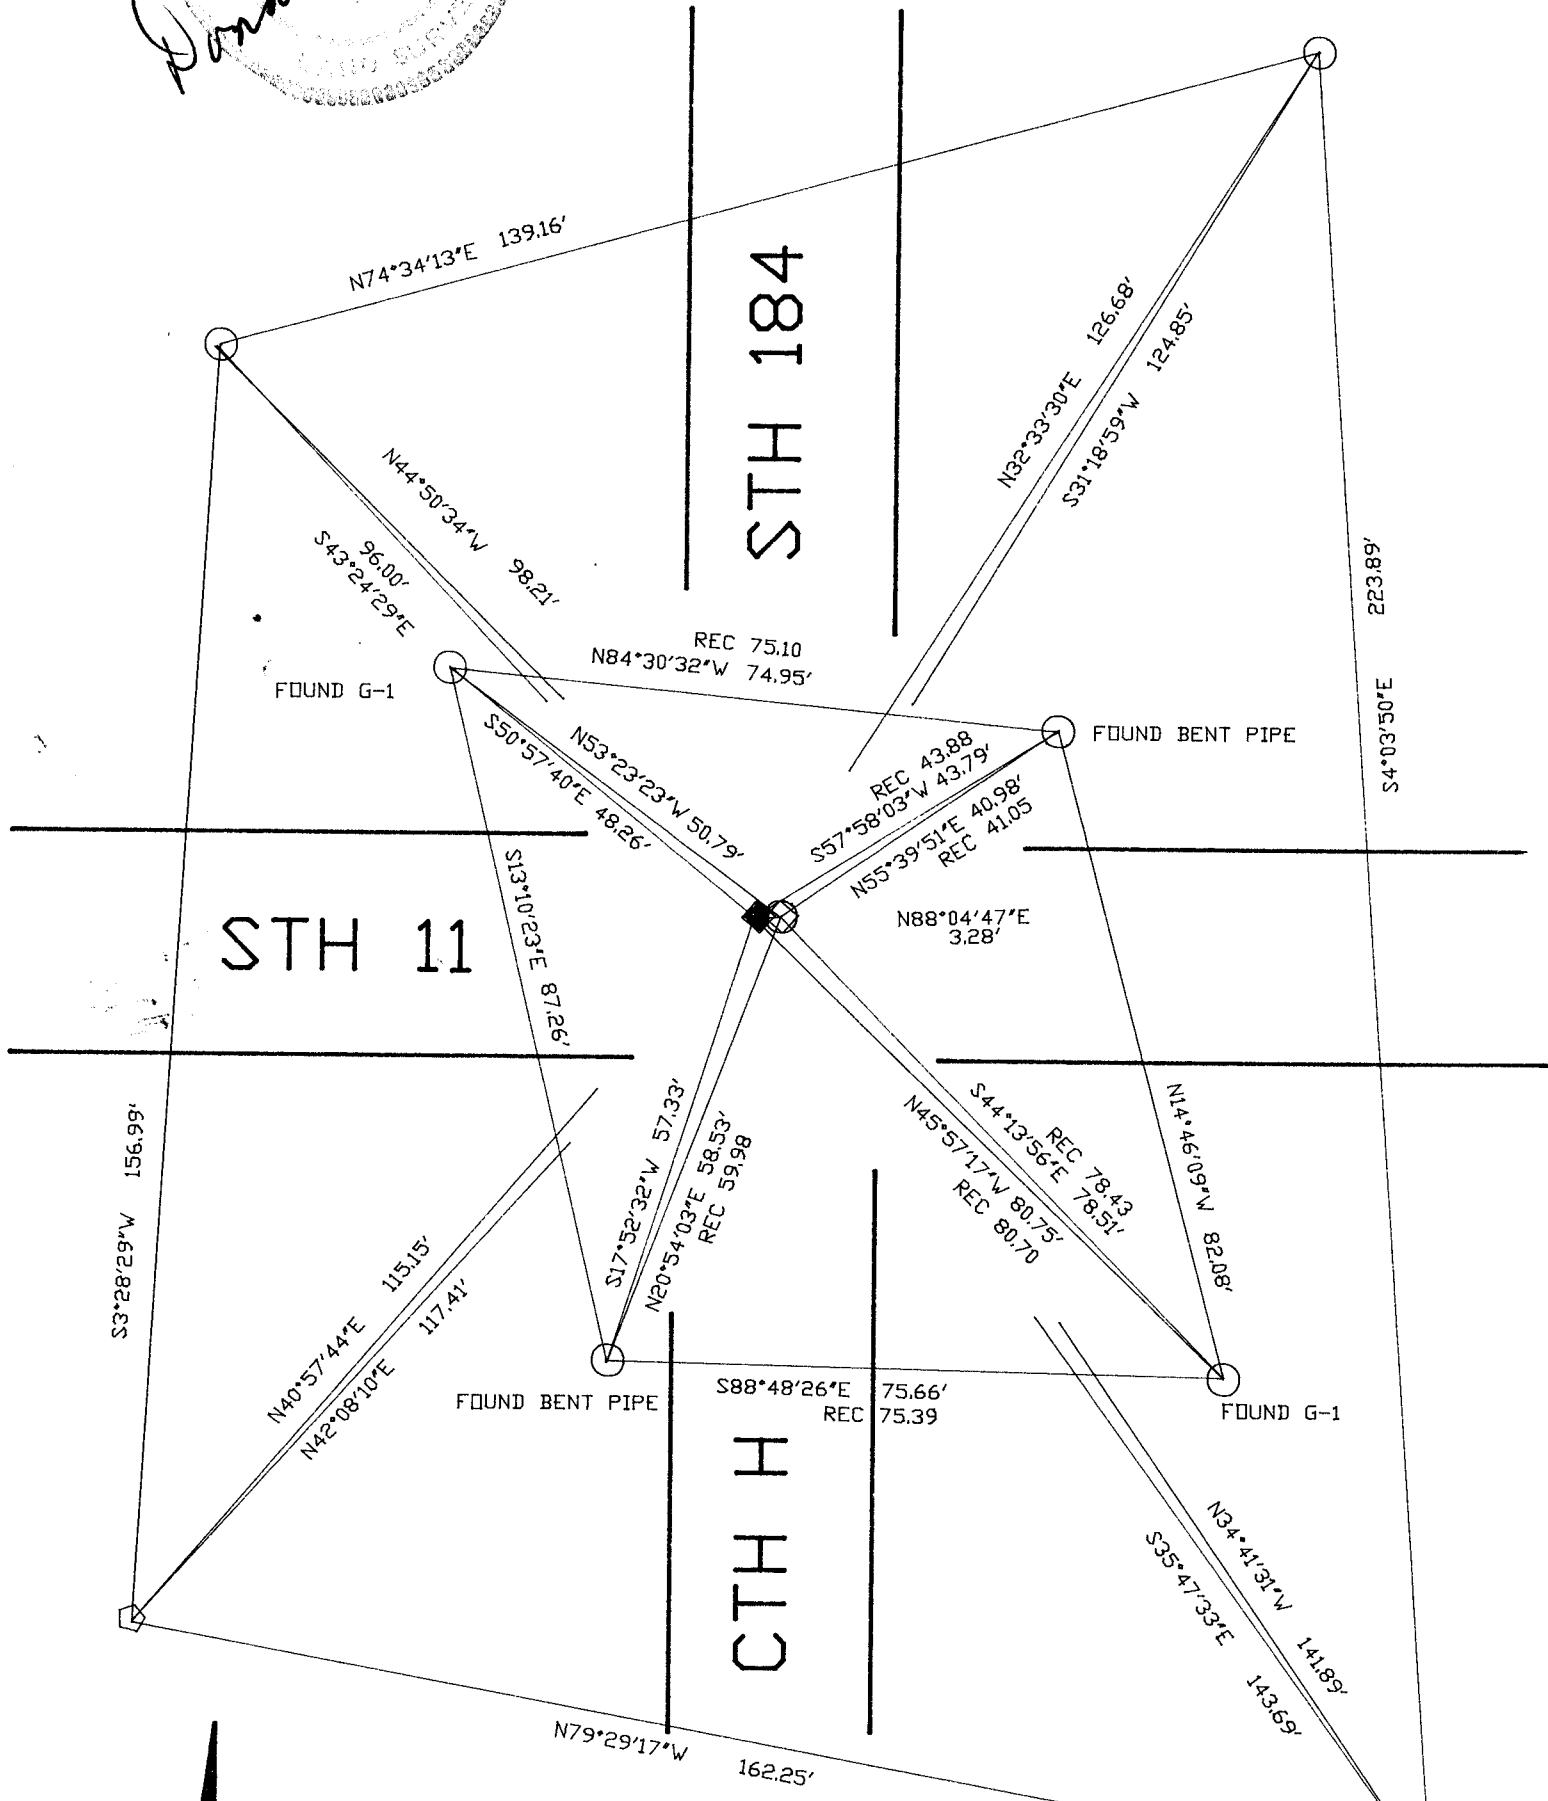 N74°34'13"E 139.16'
STH 184
N32°33'30"E 126.68'
S31°18'59"W 124.85'
N44°50'34"W 98.21'
96.00'
S43°24'29"E
S4°03'50"E 223.89'
REC 75.10
N84°30'32"W 74.95'
FOUND G-1
FOUND BENT PIPE
N53°23'23"W 50.79'
S50°57'40"E 48.26'
REC 43.88
S57°58'03"W 43.79'
N55°39'51"E 40.98'
REC 41.05
N88°04'47"E
3.28'
STH 11
S13°10'23"E 87.26'
S3°28'29"W 156.99'
S17°52'32"W 57.33'
N20°54'03"E 58.53'
REC 59.98
REC 78.43
S44°13'56"E 78.51'
N45°57'17"W 80.75'
REC 80.70
N14°46'09"W 82.08'
N40°57'44"E 115.15'
N42°08'10"E 117.41'
FOUND BENT PIPE
S88°48'26"E 75.66'
REC 75.39
FOUND G-1
CTH H
N34°41'31"W 141.89'
S35°47'33"E 143.69'
N79°29'17"W 162.25'